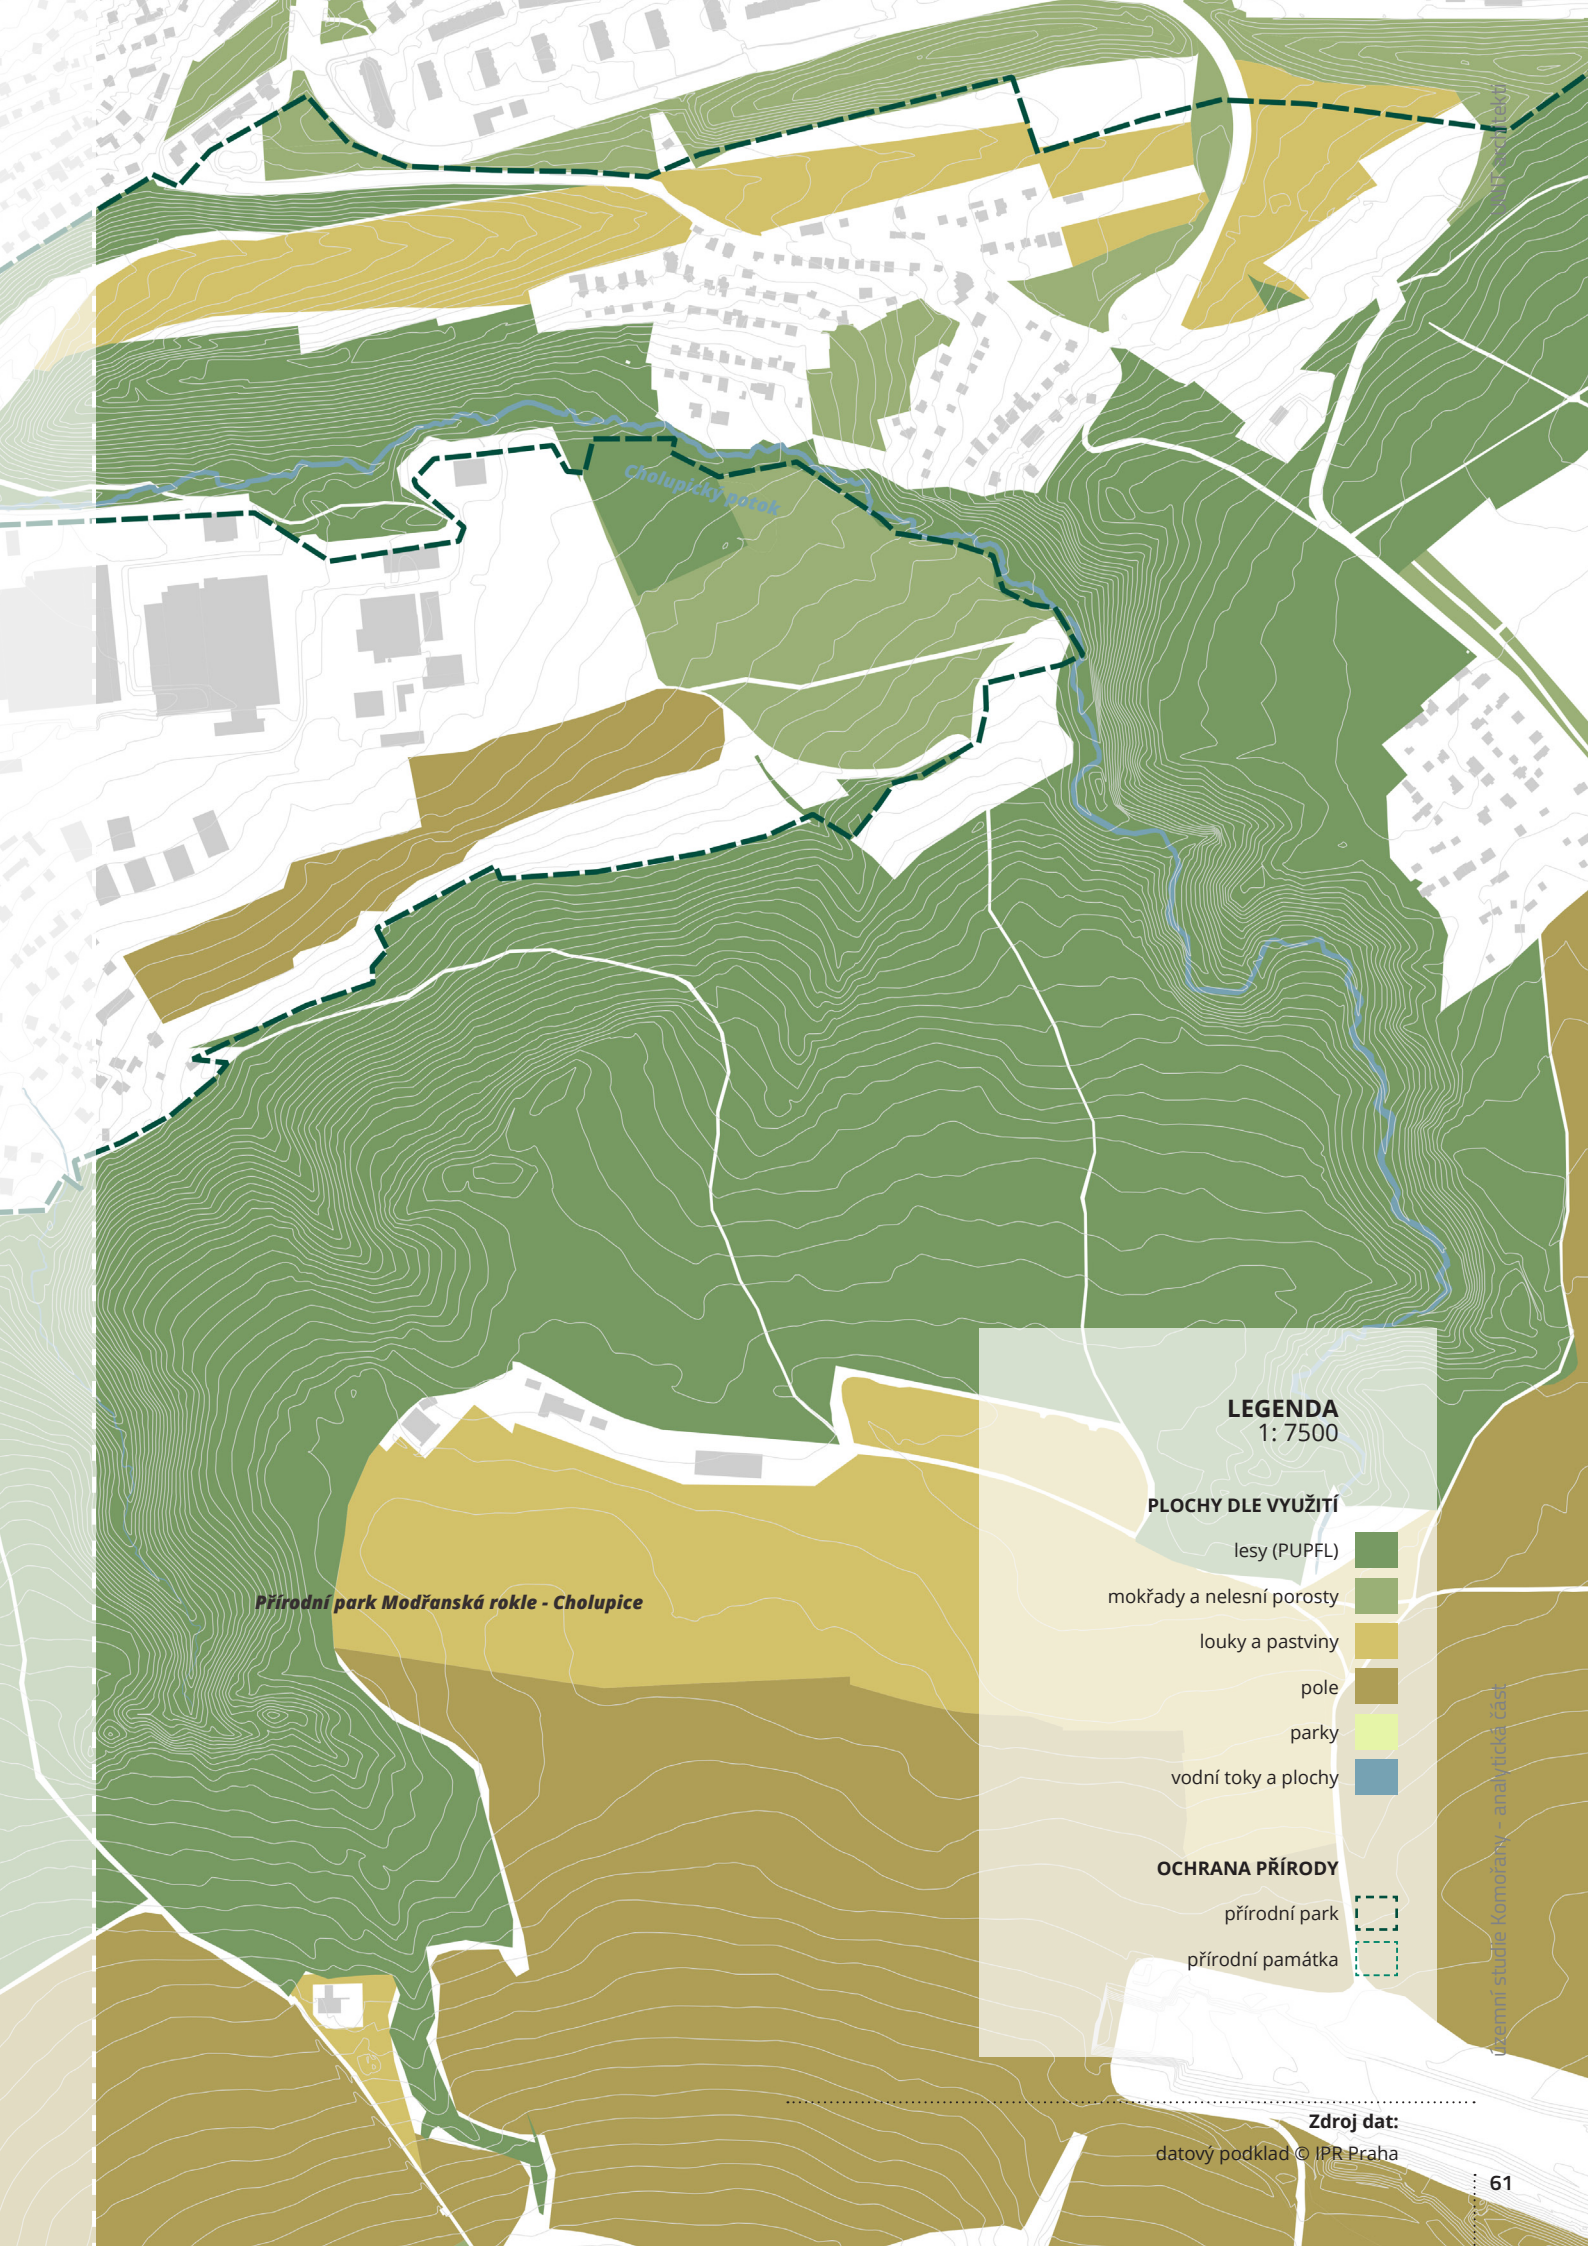 architekti
Cholupický potok
Přírodní park Modřanská rokle - Cholupice
LEGENDA
1: 7500
PLOCHY DLE VYUŽITÍ
lesy (PUPFL)
mokřady a nelesní porosty
louky a pastviny
pole
parky
vodní toky a plochy
OCHRANA PŘÍRODY
přírodní park
přírodní památka
územní studie Komořany - analytická část
Zdroj dat:
datový podklad © IPR Praha
61